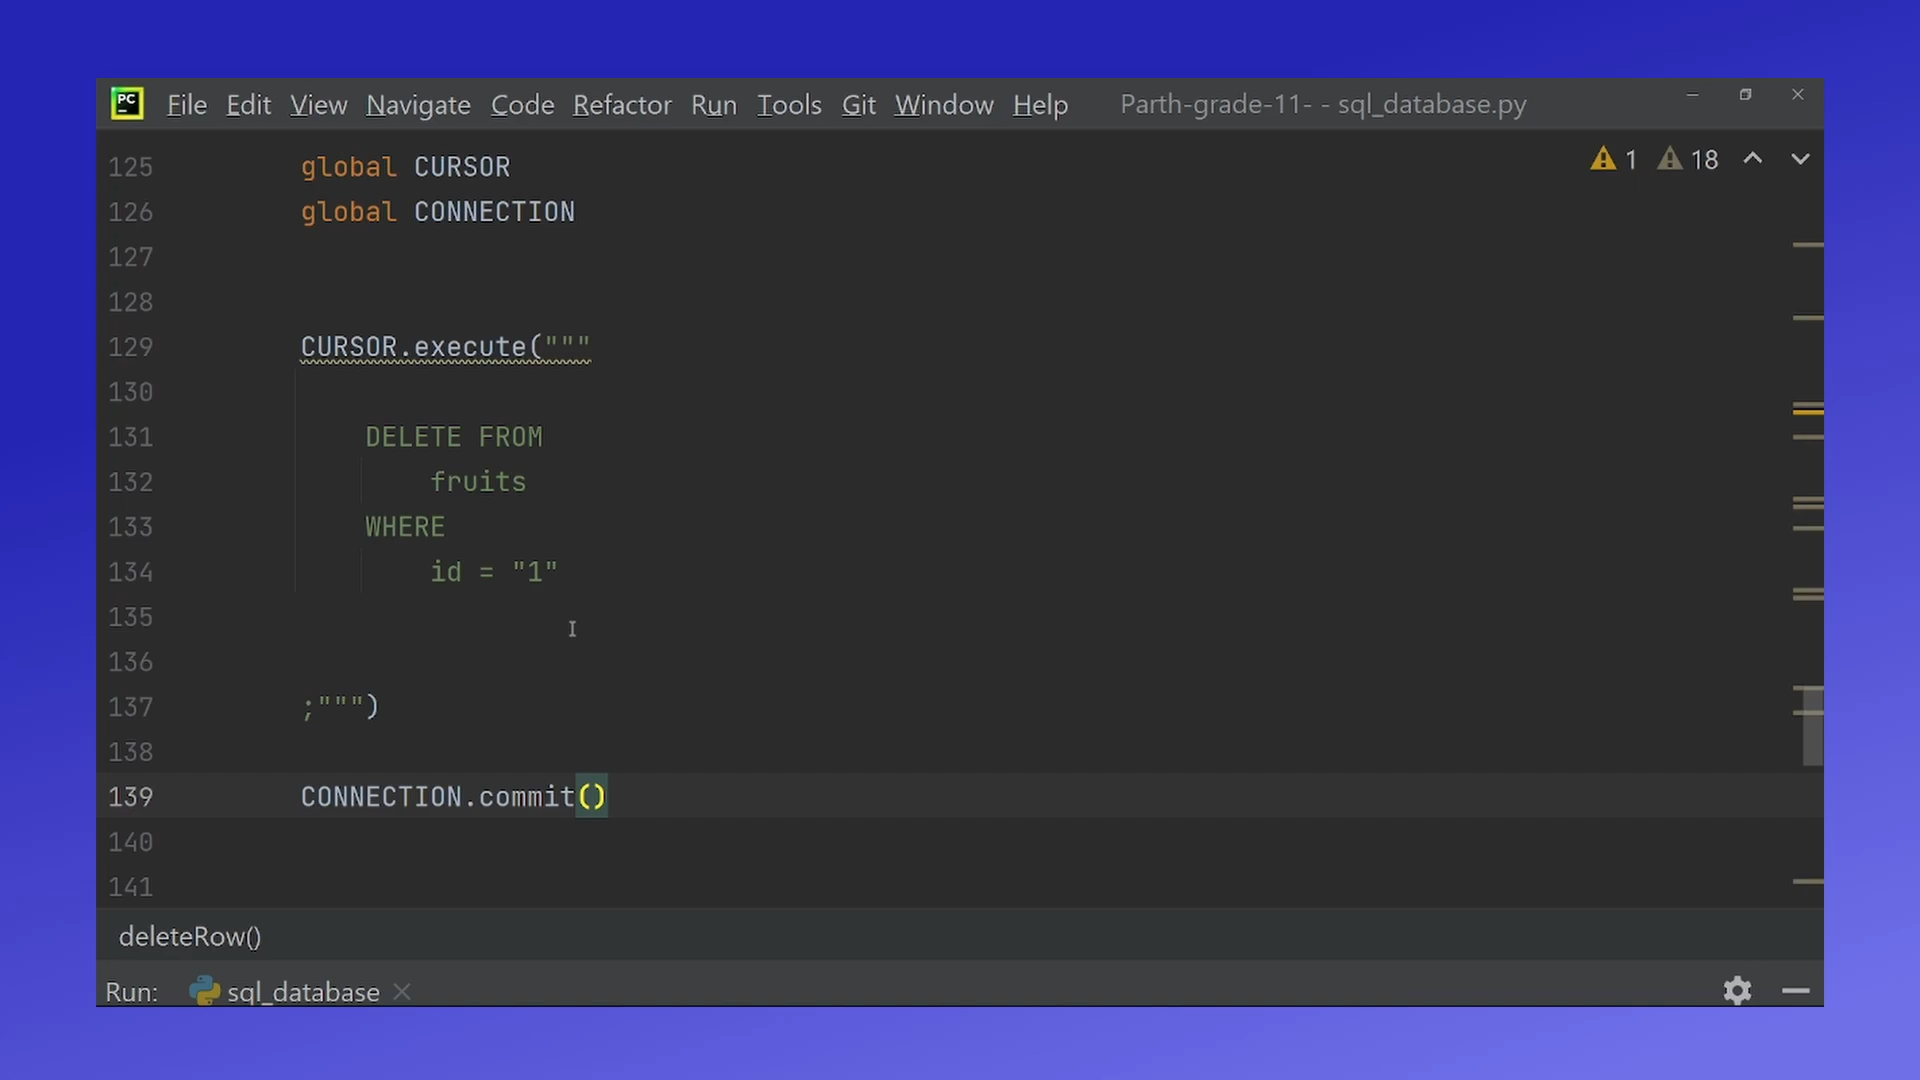 PC File Edit View Navigate Code Refactor Run Tools Git Window Help Parth-grade-11- - sql_database.py
1 18
125 global CURSOR
126 global CONNECTION
127
128
129 CURSOR.execute("""
130
131 DELETE FROM
132 fruits
133 WHERE
134 id = "1"
135
136
137 ;""")
138
139 CONNECTION.commit()
140
141
deleteRow()
Run: sql_database